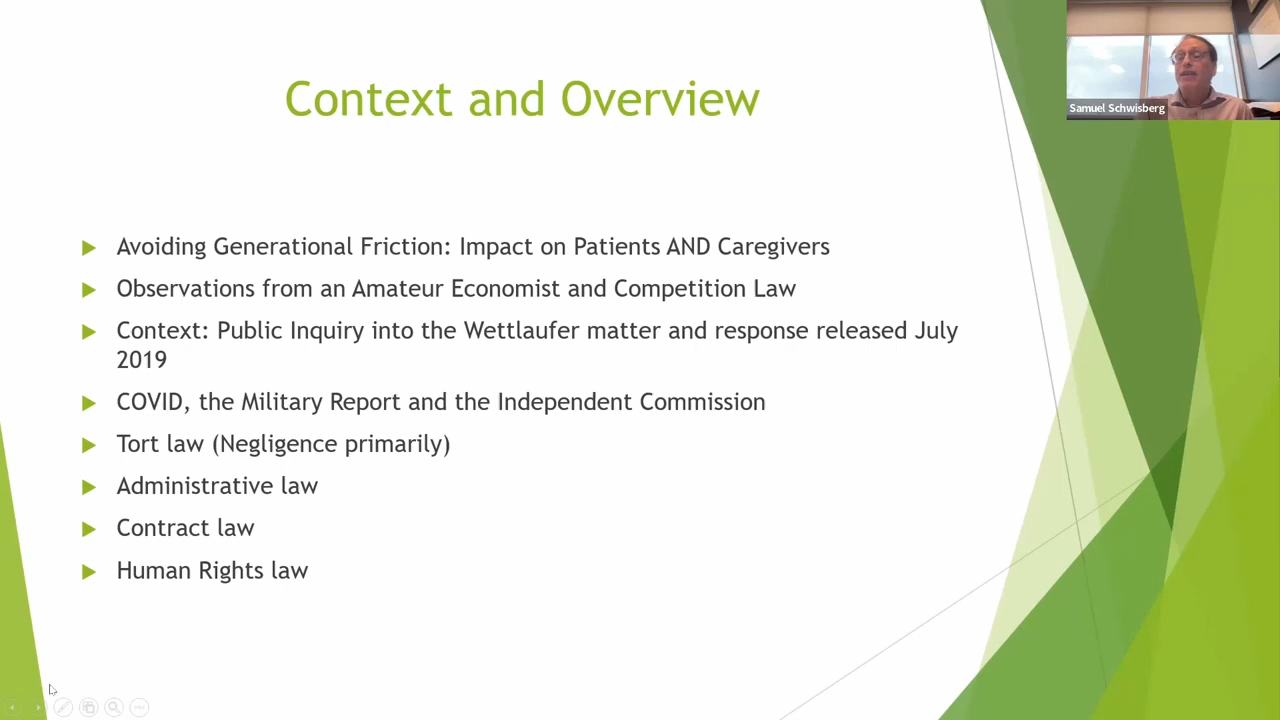 Context and Overview
Samuel Schwisberg
Avoiding Generational Friction: Impact on Patients AND Caregivers
Observations from an Amateur Economist and Competition Law
Context: Public Inquiry into the Wettlaufer matter and response released July
2019
COVID, the Military Report and the Independent Commission
Tort law (Negligence primarily)
Administrative law
Contract law
Human Rights law